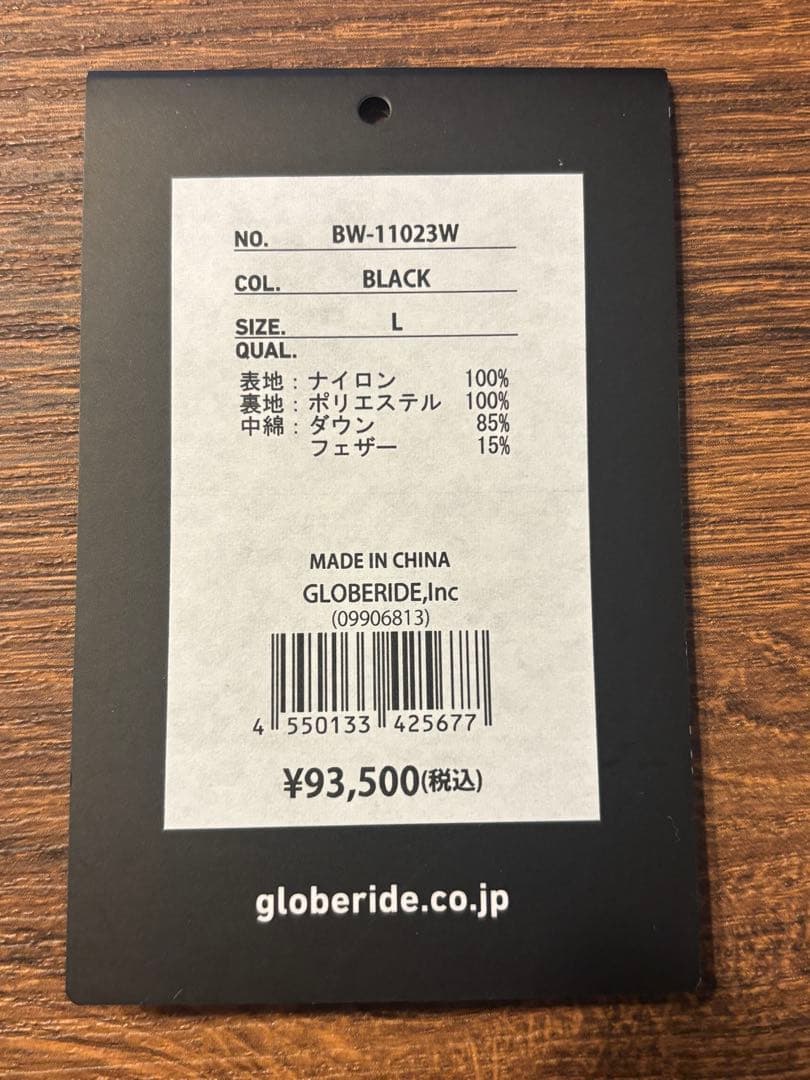 NO. BW-11023W
COL. BLACK
SIZE. L
QUAL.
表地：ナイロン 100%
裏地：ポリエステル 100%
中綿：ダウン 85%
フェザー 15%
MADE IN CHINA
GLOBERIDE,Inc
(09906813)
4 550133 425677
¥93,500(税込)
globeride.co.jp